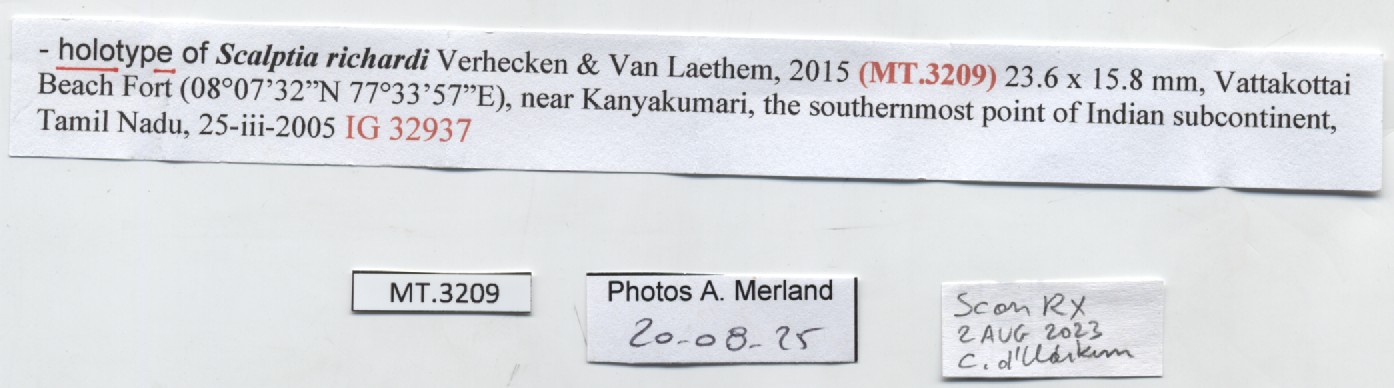 - holotype of Scalptia richardi Verhecken & Van Laethem, 2015 (MT.3209) 23.6 x 15.8 mm, Vattakottai
Beach Fort (08°07’32”N 77°33’57”E), near Kanyakumari, the southernmost point of Indian subcontinent,
Tamil Nadu, 25-iii-2005 IG 32937
MT.3209
Photos A. Merland
20-08-25
Scan RX
2 AUG 2023
C.